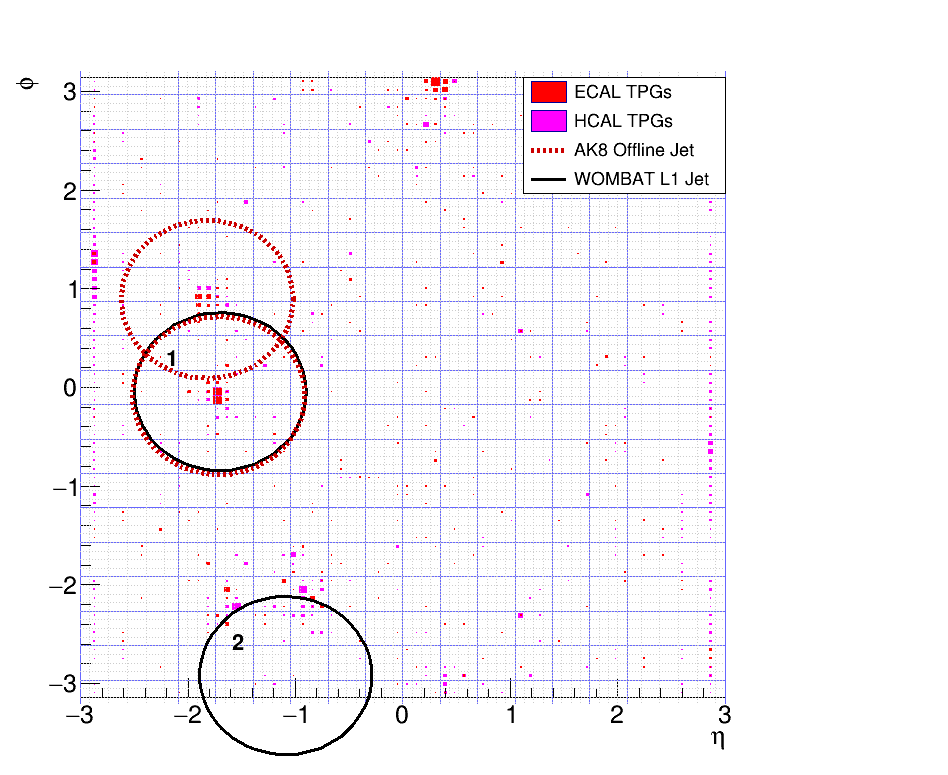 φ
3
2
1
0
−1
−2
−3
ECAL TPGs
HCAL TPGs
AK8 Offline Jet
WOMBAT L1 Jet
1
2
−3 −2 −1 0 1 2 3
η